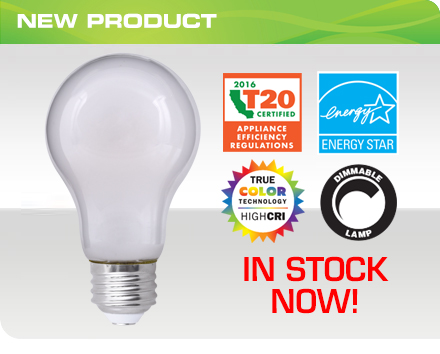 NEW PRODUCT
2016
T20
CERTIFIED
APPLIANCE
EFFICIENCY
REGULATIONS
energy
ENERGY STAR
TRUE
COLOR
TECHNOLOGY
HIGHCRI
DIMMABLE
LAMP
IN STOCK
NOW!